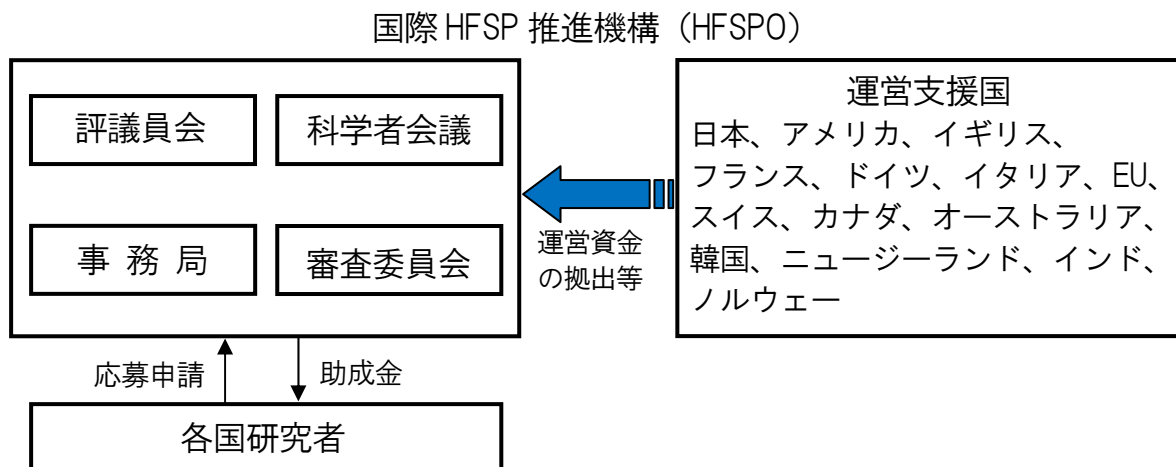 国際 HFSP 推進機構（HFSPO）
評議員会
科学者会議
事 務 局
審査委員会
運営資金
の拠出等
運営支援国
日本、アメリカ、イギリス、
フランス、ドイツ、イタリア、EU、
スイス、カナダ、オーストラリア、
韓国、ニュージーランド、インド、
ノルウェー
応募申請
助成金
各国研究者